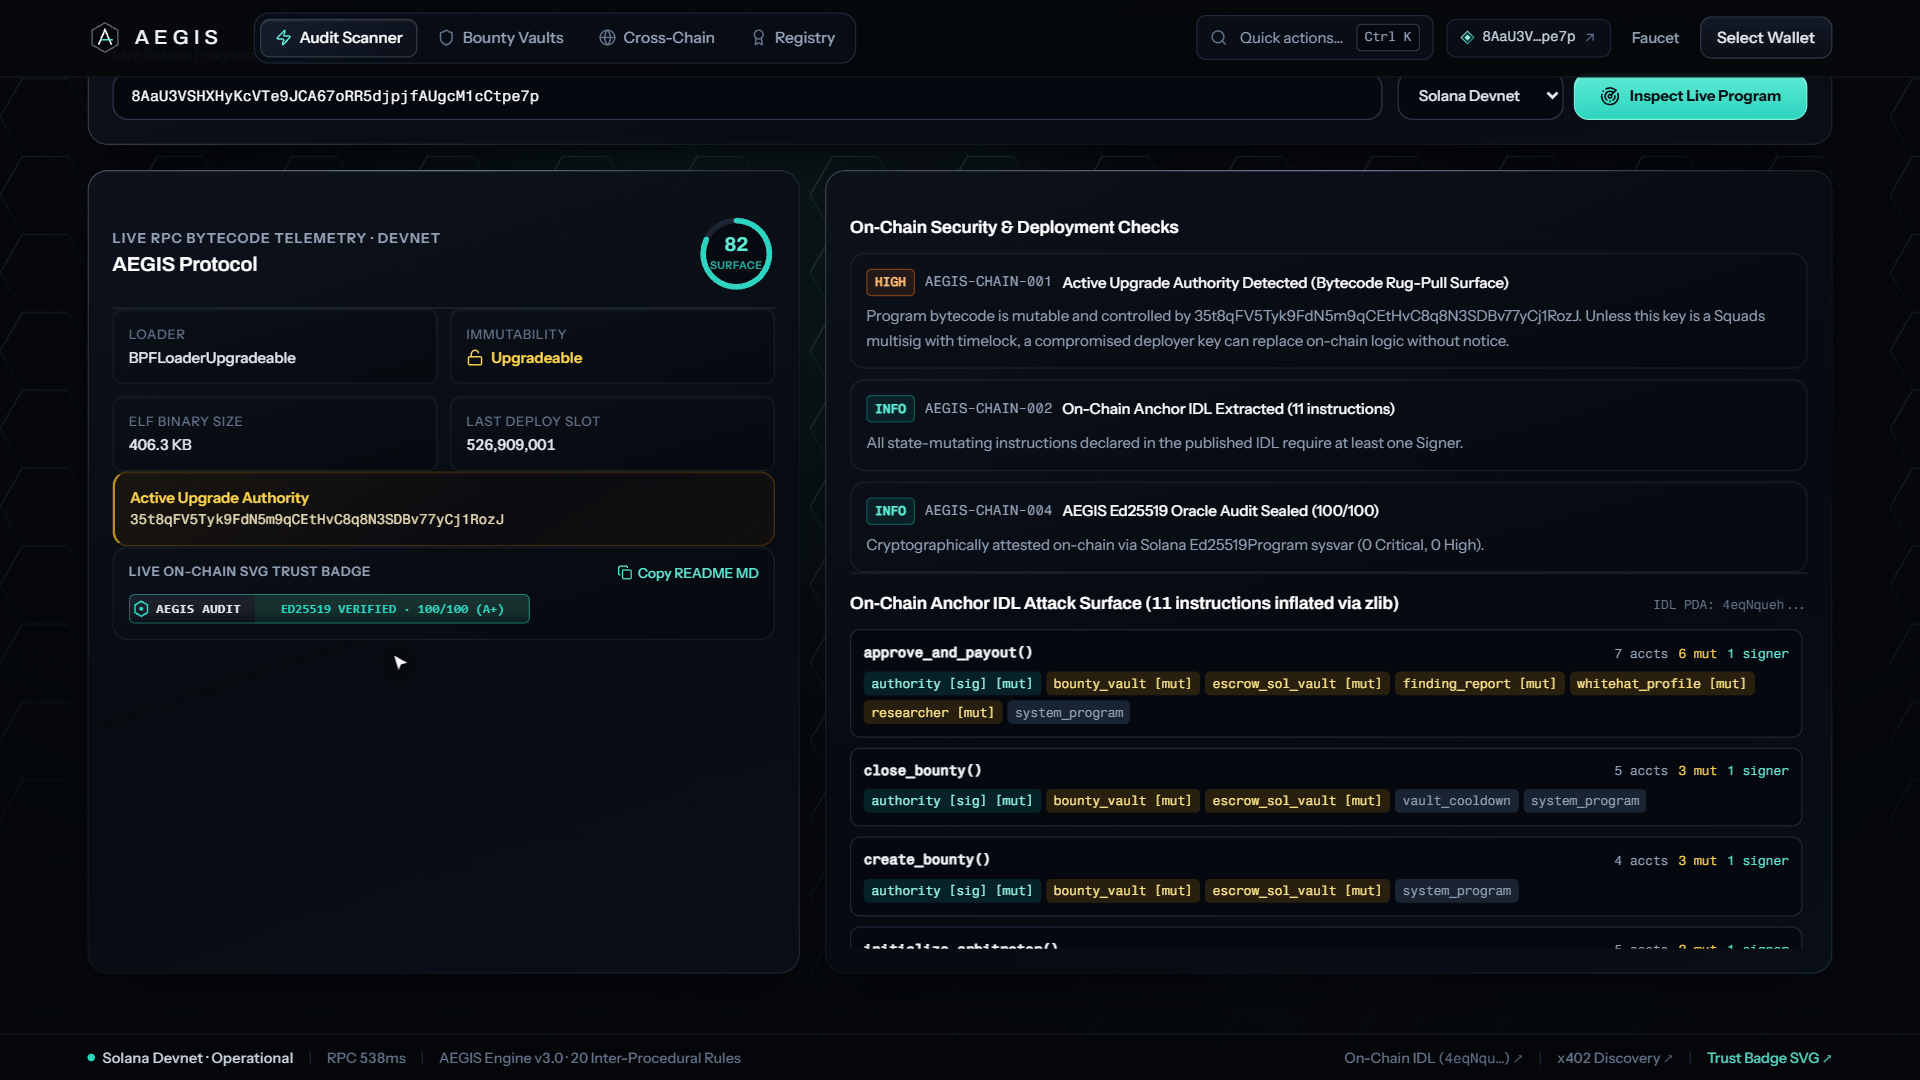 AEGIS
Audit Scanner
Bounty Vaults
Cross-Chain
Registry
Quick actions...
Ctrl K
8AaU3V...pe7p ↗
Faucet
Select Wallet
8AaU3VSHXHyKcVTe9JCA67oRR5djpjfAUgcM1cCtpe7p
Solana Devnet
Inspect Live Program
LIVE RPC BYTECODE TELEMETRY · DEVNET
AEGIS Protocol
82
SURFACE
LOADER
BPFLoaderUpgradeable
IMMUTABILITY
Upgradeable
ELF BINARY SIZE
406.3 KB
LAST DEPLOY SLOT
526,909,001
Active Upgrade Authority
35t8qFV5Tyk9FdN5m9qCEtHvC8q8N3SDBv77yCj1RozJ
LIVE ON-CHAIN SVG TRUST BADGE
Copy README MD
AEGIS AUDIT
ED25519 VERIFIED · 100/100 (A+)
On-Chain Security & Deployment Checks
HIGH AEGIS-CHAIN-001 Active Upgrade Authority Detected (Bytecode Rug-Pull Surface)
Program bytecode is mutable and controlled by 35t8qFV5Tyk9FdN5m9qCEtHvC8q8N3SDBv77yCj1RozJ. Unless this key is a Squads
multisig with timelock, a compromised deployer key can replace on-chain logic without notice.
INFO AEGIS-CHAIN-002 On-Chain Anchor IDL Extracted (11 instructions)
All state-mutating instructions declared in the published IDL require at least one Signer.
INFO AEGIS-CHAIN-004 AEGIS Ed25519 Oracle Audit Sealed (100/100)
Cryptographically attested on-chain via Solana Ed25519Program sysvar (0 Critical, 0 High).
On-Chain Anchor IDL Attack Surface (11 instructions inflated via zlib)
IDL PDA: 4eqNqueh...
approve_and_payout()
7 accts 6 mut 1 signer
authority [sig] [mut] bounty_vault [mut] escrow_sol_vault [mut] finding_report [mut] whitehat_profile [mut]
researcher [mut] system_program
close_bounty()
5 accts 3 mut 1 signer
authority [sig] [mut] bounty_vault [mut] escrow_sol_vault [mut] vault_cooldown system_program
create_bounty()
4 accts 3 mut 1 signer
authority [sig] [mut] bounty_vault [mut] escrow_sol_vault [mut] system_program
initialize_arbitrator()
5 accts 2 mut 1 signer
Solana Devnet · Operational
RPC 538ms
AEGIS Engine v3.0 · 20 Inter-Procedural Rules
On-Chain IDL (4eqNqu...) ↗
x402 Discovery ↗
Trust Badge SVG ↗